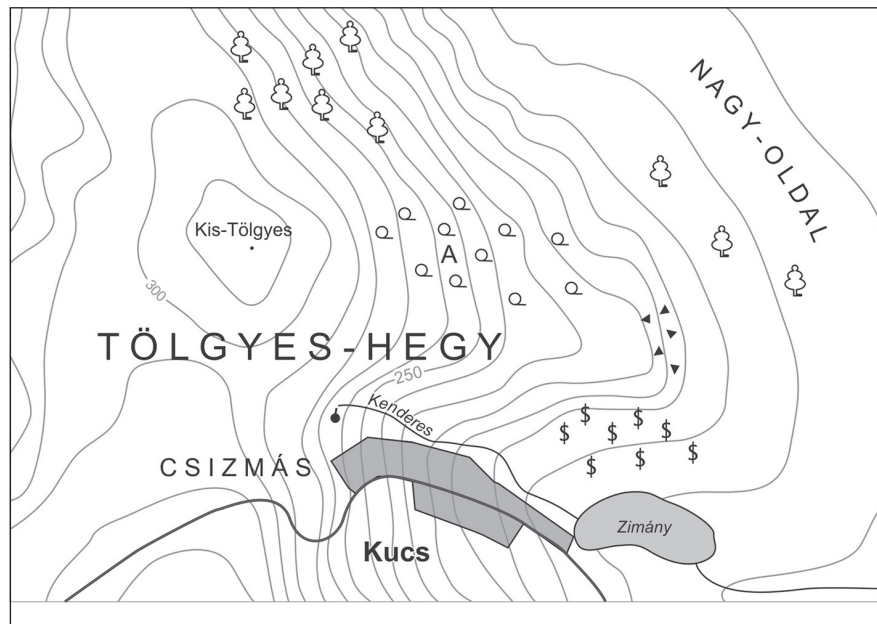 NAGY-OLDAL
Kis-Tölgyes
A
300
TÖLGYES-HEGY
250
Kenderes
CSIZMÁS
Zimány
Kucs